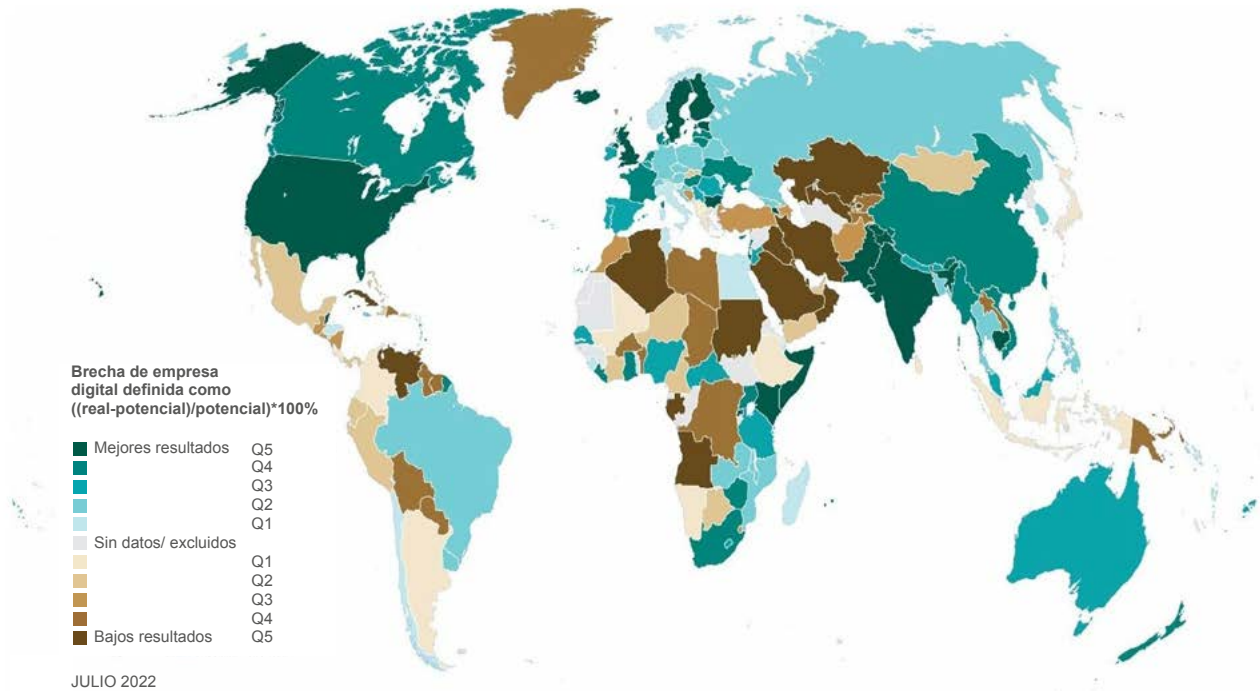 Brecha de empresa
digital definida como
((real-potencial)/potencial)*100%
Mejores resultados Q5
Q4
Q3
Q2
Q1
Sin datos/ excluidos
Q1
Q2
Q3
Q4
Bajos resultados Q5
JULIO 2022